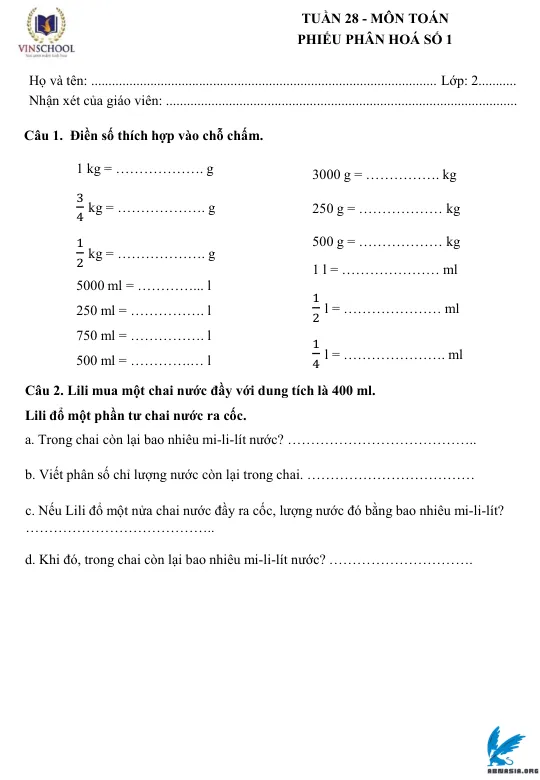 TUẦN 28 - MÔN TOÁN
PHIẾU PHÂN HOÁ SỐ 1
VINSCHOOL
Họ và tên: .................................................................................................... Lớp: 2...........
Nhận xét của giáo viên: ......................................................................................................
Câu 1. Điền số thích hợp vào chỗ chấm.
1 kg = ………………. g
3/4 kg = ………………. g
1/2 kg = ………………. g
5000 ml = …………... l
250 ml = ……………. l
750 ml = ……………. l
500 ml = ………….… l
3000 g = ……………. kg
250 g = ……………… kg
500 g = ……………… kg
1 l = ………………… ml
1/2 l = ………………… ml
1/4 l = …………………. ml
Câu 2. Lili mua một chai nước đầy với dung tích là 400 ml.
Lili đổ một phần tư chai nước ra cốc.
a. Trong chai còn lại bao nhiêu mi-li-lít nước? …………………………………..
b. Viết phân số chỉ lượng nước còn lại trong chai. ………………………………
c. Nếu Lili đổ một nửa chai nước đầy ra cốc, lượng nước đó bằng bao nhiêu mi-li-lít?
…………………………………..
d. Khi đó, trong chai còn lại bao nhiêu mi-li-lít nước? ………………………….
ABMASIA.ORG